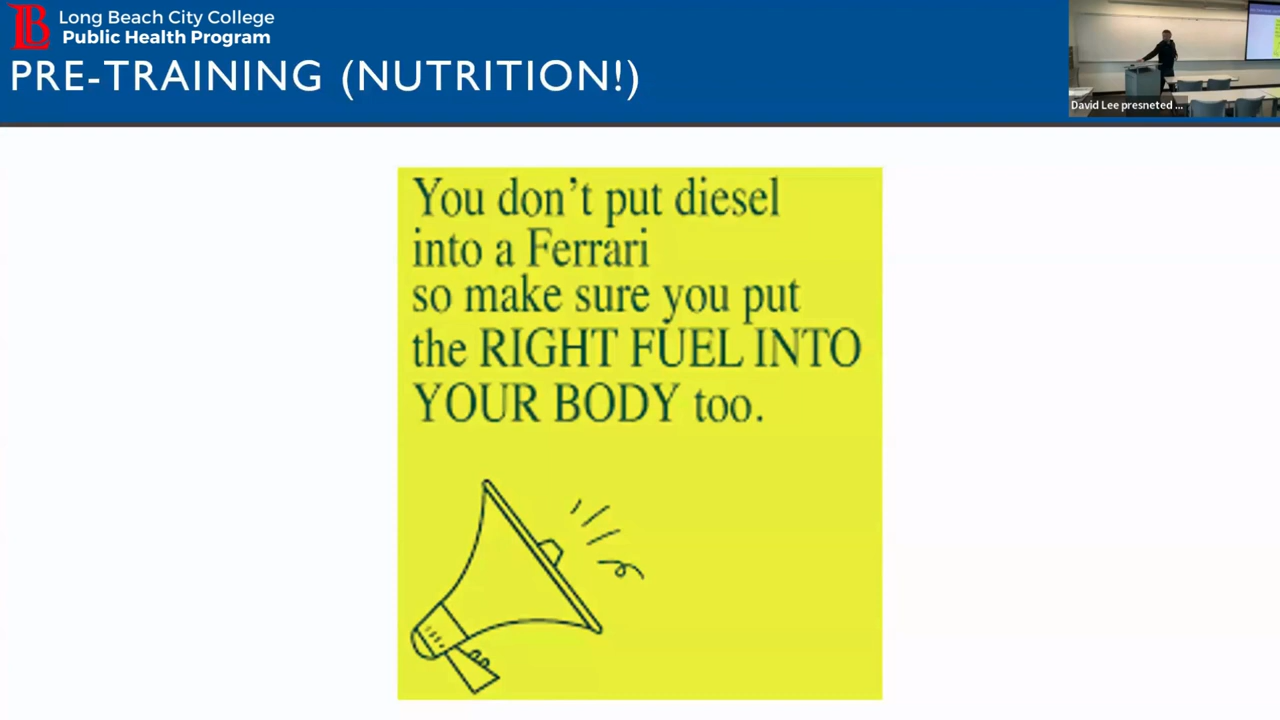 Long Beach City College
Public Health Program
PRE-TRAINING (NUTRITION!)
David Lee presneted ...
You don't put diesel
into a Ferrari
so make sure you put
the RIGHT FUEL INTO
YOUR BODY too.